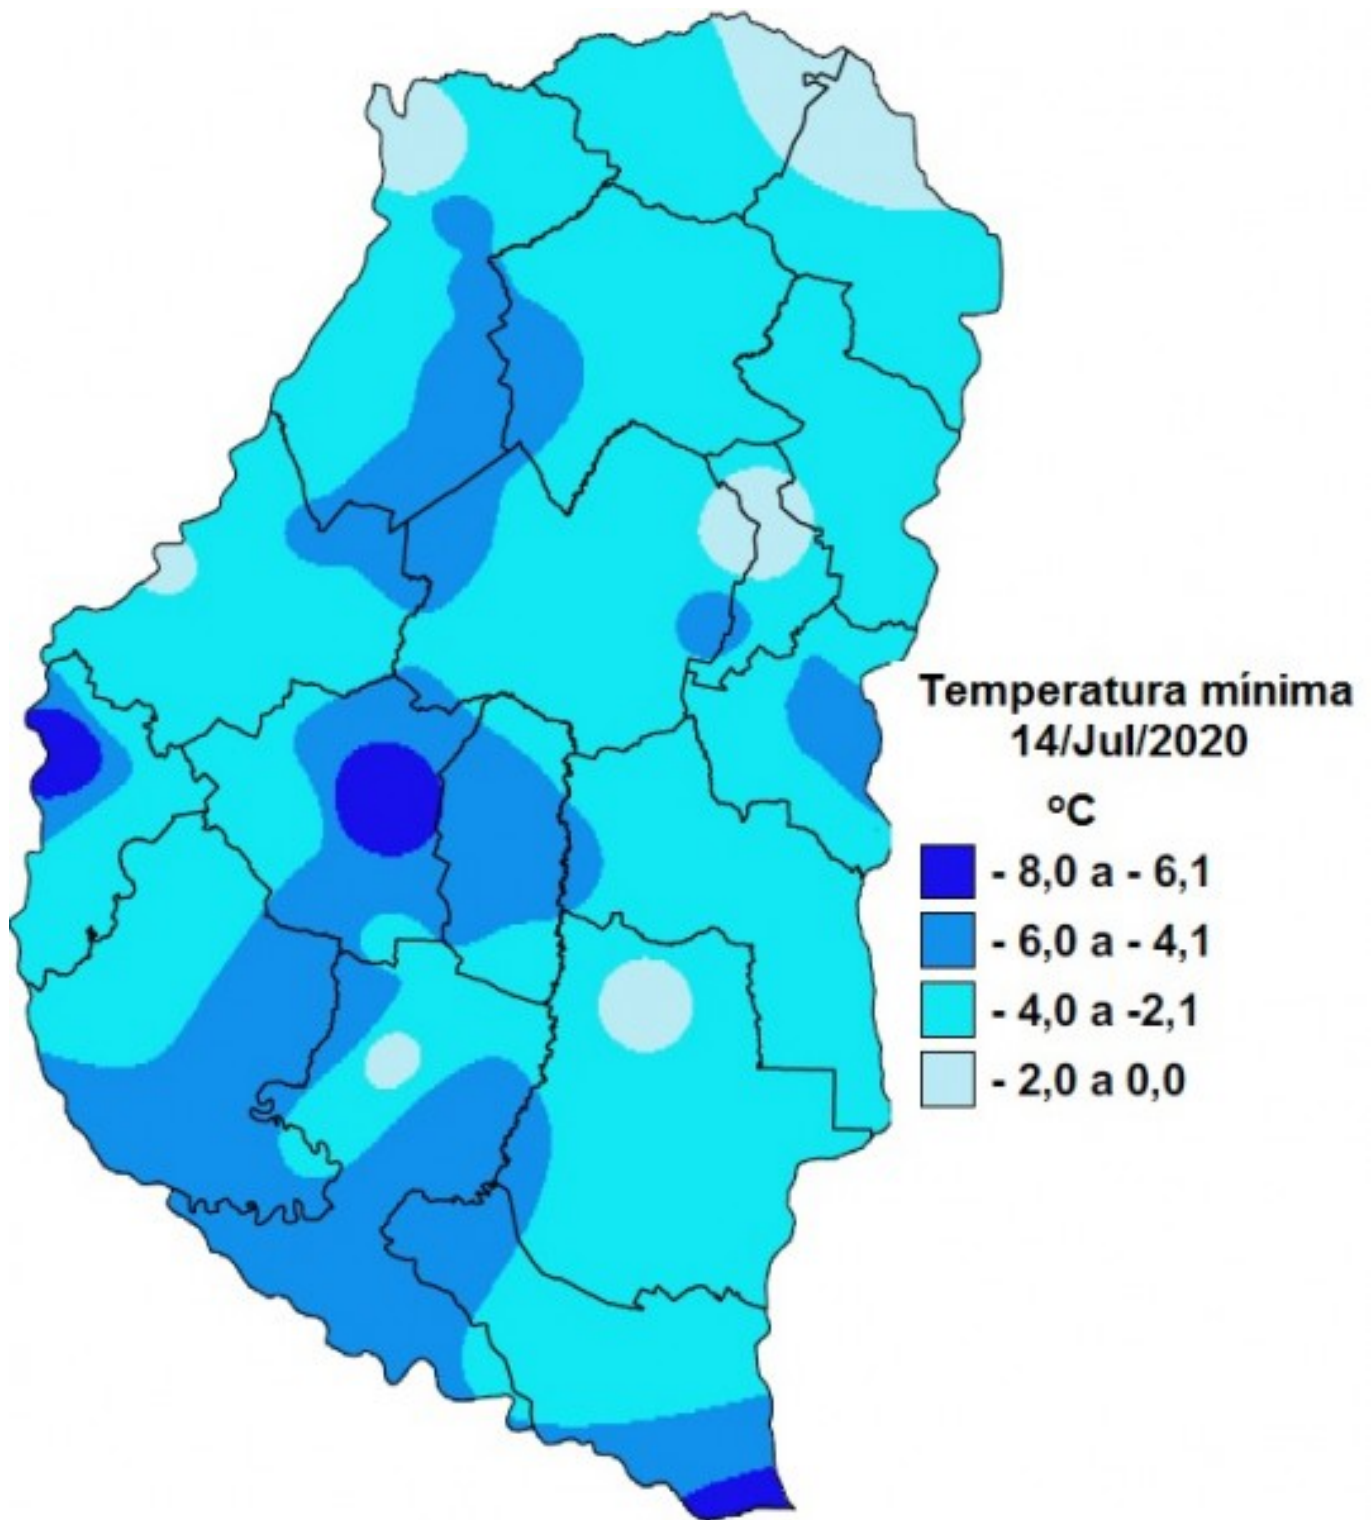 Temperatura mínima
14/Jul/2020
ºC
- 8,0 a - 6,1
- 6,0 a - 4,1
- 4,0 a -2,1
- 2,0 a 0,0